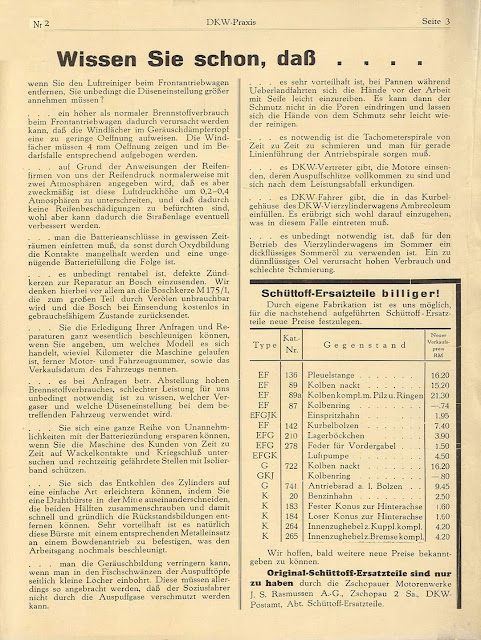 Nr 2
DKW-Praxis
Seite 3
Wissen Sie schon, daß . . . .
wenn Sie den Luftreiniger beim Frontantriebwagen
entfernen, Sie unbedingt die Düseneinstellung größer
annehmen müssen?
. . . ein höher als normaler Brennstoffverbrauch
beim Frontantriebwagen dadurch verursacht werden
kann, daß die Windfächer im Geräuschdämpfertopf
eine zu geringe Oeffnung aufweisen. Die Wind-
fächer müssen 4 mm Oeffnung zeigen und im Be-
darfsfalle entsprechend aufgebogen werden.
. . . auf Grund der Anweisungen der Reifen-
firmen von uns der Reifendruck normalerweise mit
zwei Atmosphären angegeben wird, daß es aber
zweckmäßig ist diese Luftdruckhöhe um 0,2-0,4
Atmosphären zu unterschreiten, und daß dadurch
keine Reifenbeschädigungen zu befürchten sind,
wohl aber kann dadurch die Straßenlage eventuell
verbessert werden.
. . . man die Batterieanschlüsse in gewissen Zeit-
räumen einfetten muß, da sonst durch Oxydbildung
die Kontakte mangelhaft werden und eine unge-
nügende Batteriefüllung die Folge ist.
. . . es unbedingt rentabel ist, defekte Zünd-
kerzen zur Reparatur an Bosch einzusenden. Wir
denken hierbei vor allem an die Boschkerze M 175/1,
die zum großen Teil durch Verölen unbrauchbar
wird und die Bosch bei Einsendung kostenlos in
gebrauchsfähigem Zustande zurücksendet.
. . . Sie die Erledigung Ihrer Anfragen und Re-
paraturen ganz wesentlich beschleunigen können,
wenn Sie angeben, um welches Modell es sich
handelt, wieviel Kilometer die Maschine gelaufen
ist, ferner Motor- und Fahrzeugnummer, sowie das
Verkaufsdatum des Fahrzeugs nennen.
. . . es bei Anfragen betr. Abstellung hohen
Brennstoffverbrauches, schlechter Leistung für uns
unbedingt notwendig ist zu wissen, welcher Ver-
gaser und welche Düseneinstellung bei dem be-
treffenden Fahrzeug verwendet wird.
. . . Sie sich eine ganze Reihe von Unannehm-
lichkeiten mit der Batteriezündung ersparen können,
wenn Sie die Maschine des Kunden von Zeit zu
Zeit auf Wackelkontakte und Kriegschluß unter-
suchen und rechtzeitig gefährdete Stellen mit Isolier-
band schützen.
. . . Sie sich das Entkohlen des Zylinders auf
eine einfache Art erleichtern können, indem Sie
eine Drahtbürste in der Mitte auseinanderschneiden,
die beiden Hälften zusammenschrauben und damit
schnell und gründlich die Rückstandsbildungen ent-
fernen können. Sehr vorteilhaft ist es natürlich
diese Bürste mit einem entsprechenden Metalleinsatz
an einem Bowdenantrieb zu befestigen, was den
Arbeitsgang nochmals beschleunigt.
. . . man die Geräuschbildung verringern kann,
wenn man in den Fischschwänzen der Auspufftöpfe
seitlich kleine Löcher einbohrt. Diese müssen aller-
dings so angebracht werden, daß der Soziusfahrer
nicht durch die Auspuffgase verschmutzt werden
kann.
. . . es sehr vorteilhaft ist, bei Pannen während
Ueberlandfahrten sich die Hände vor der Arbeit
mit Seife leicht einzureiben. Es kann dann der
Schmutz nicht in die Poren eindringen und lassen
sich die Hände von dem Schmutz sehr leicht wie-
der reinigen.
. . . es notwendig ist die Tachometerspirale von
Zeit zu Zeit zu schmieren und man für gerade
Linienführung der Antriebspirale sorgen muß.
. . . es DKW-Vertreter gibt, die Motore einsen-
den, deren Auspuffschlitze vollkommen zu sind und
sich nach dem Leistungsabfall erkundigen.
. . . es DKW-Fahrer gibt, die in das Kurbel-
gehäuse des DKW-Vierzylinderwagens Ambreoleum
einfüllen. Es erübrigt sich wohl darauf einzugehen,
was in diesem Falle eintreten muß.
. . . es unbedingt notwendig ist, daß für den
Betrieb des Vierzylinderwagens im Sommer ein
dickflüssiges Sommeröl zu verwenden ist. Ein zu
dünnflüssiges Oel verursacht hohen Verbrauch und
schlechte Schmierung.
Schüttoff-Ersatzteile billiger!
Durch eigene Fabrikation ist es uns möglich,
für die nachstehend aufgeführten Schüttoff-Ersatz-
teile neue Preise festzulegen.
Type Kat.-Nr. Gegenstand Neuer Verkaufs-preis RM
EF 136 Pleuelstange 16.20
EF 89 Kolben nackt 15.20
EF 89a Kolben kompl. m. Pilz u. Ringen 21.30
EF 87 Kolbenring —.74
EFGJK Einspritzhahn 1.95
EF 142 Kurbelbolzen 7.40
EFG 210 Lagerböckchen 3.90
EFG 278 Feder für Vordergabel 1.50
EFGK Luftpumpe 4.50
G 722 Kolben nackt 16.20
GKJ Kolbenring —80
G 741 Antriebsrad a. l. Bolzen 9.45
K 20 Benzinhahn 2.50
K 183 Fester Konus zur Hinterachse 1.60
K 184 Loser Konus zur Hinterachse 1.60
K 264 Innenzughebel z. Kuppl. kompl. 4.20
K 265 Innenzughebel z. Bremse kompl. 4.20
Wir hoffen, bald weitere neue Preise bekannt-
geben zu können.
Original-Schüttoff-Ersatzteile sind nur
zu haben durch die Zschopauer Motorenwerke
J. S. Rasmussen A.-G., Zschopau 2 Sa., DKW-
Postamt, Abt. Schüttoff-Ersatzteile.